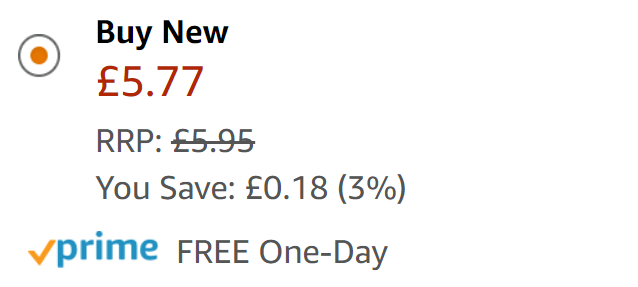 Buy New
£5.77
RRP: £5.95
You Save: £0.18 (3%)
prime FREE One-Day